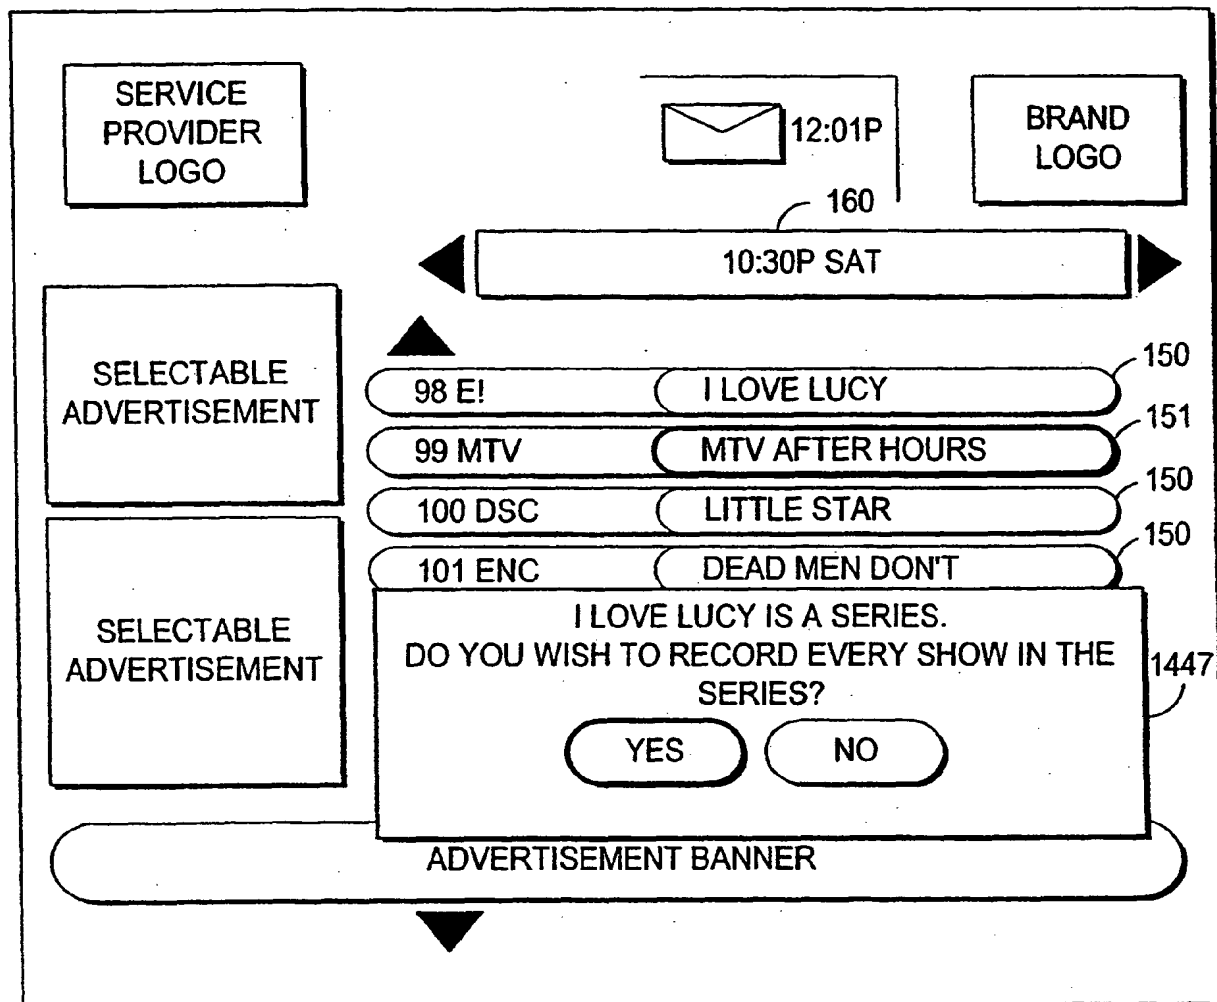 SERVICE
PROVIDER
LOGO
12:01P
BRAND
LOGO
160
10:30P SAT
SELECTABLE
ADVERTISEMENT
150
98 E! I LOVE LUCY
151
99 MTV MTV AFTER HOURS
150
100 DSC LITTLE STAR
150
101 ENC DEAD MEN DON'T
SELECTABLE
ADVERTISEMENT
I LOVE LUCY IS A SERIES.
DO YOU WISH TO RECORD EVERY SHOW IN THE
SERIES?
1447
YES NO
ADVERTISEMENT BANNER